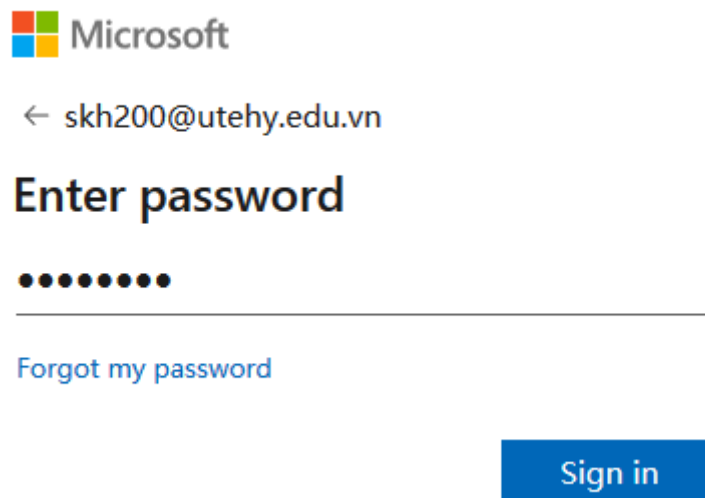 Microsoft
← skh200@utehy.edu.vn
Enter password
••••••••
Forgot my password
Sign in